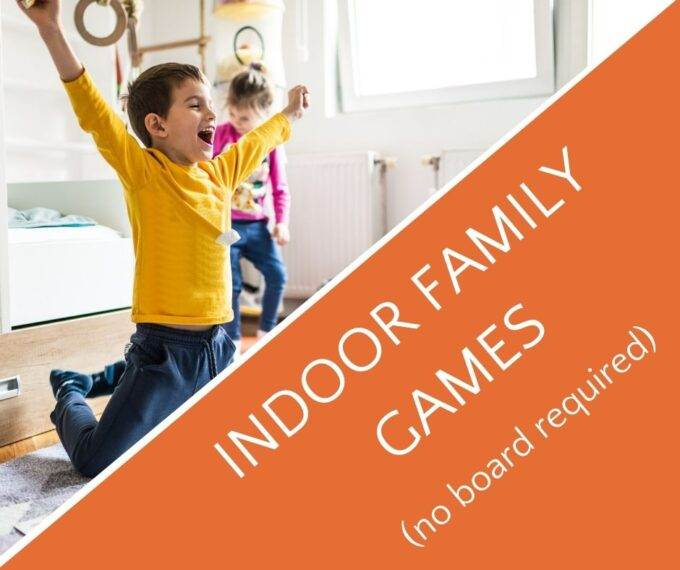 INDOOR FAMILY
GAMES
(no board required)